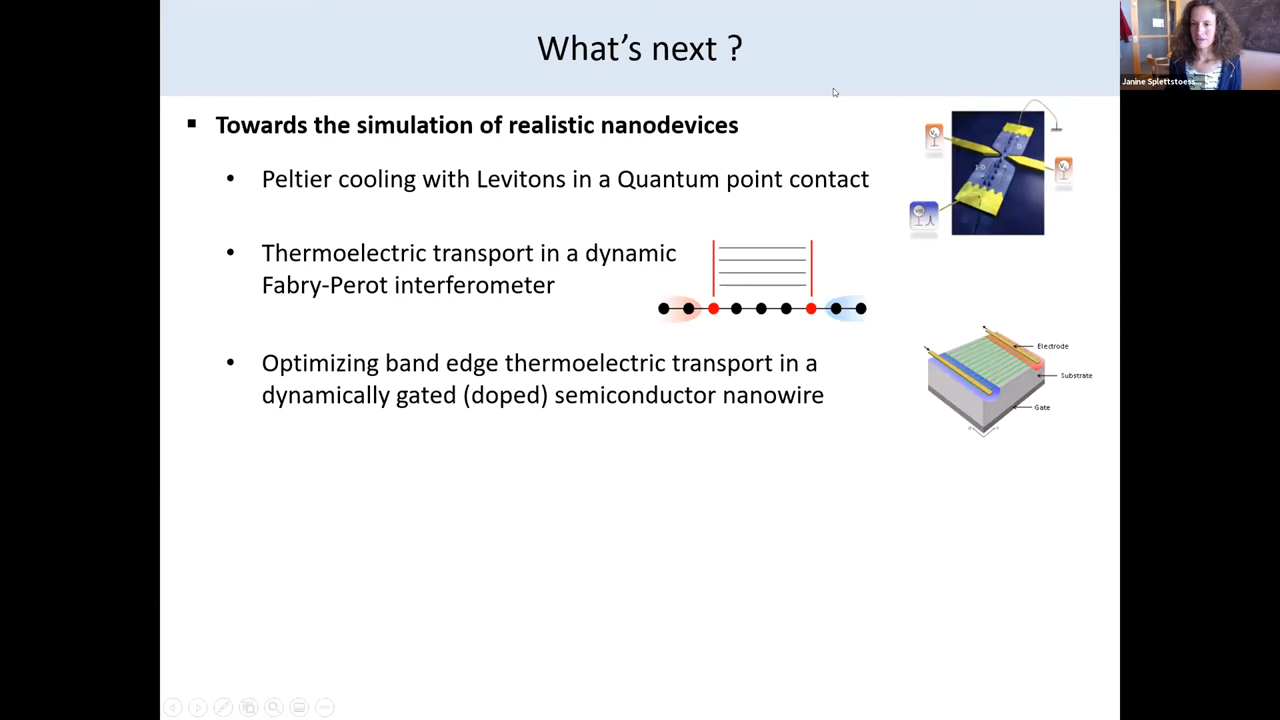 What's next ?
Janine Splettstoess...
▪ Towards the simulation of realistic nanodevices
• Peltier cooling with Levitons in a Quantum point contact
• Thermoelectric transport in a dynamic
Fabry-Perot interferometer
• Optimizing band edge thermoelectric transport in a
dynamically gated (doped) semiconductor nanowire
Electrode
Substrate
Gate